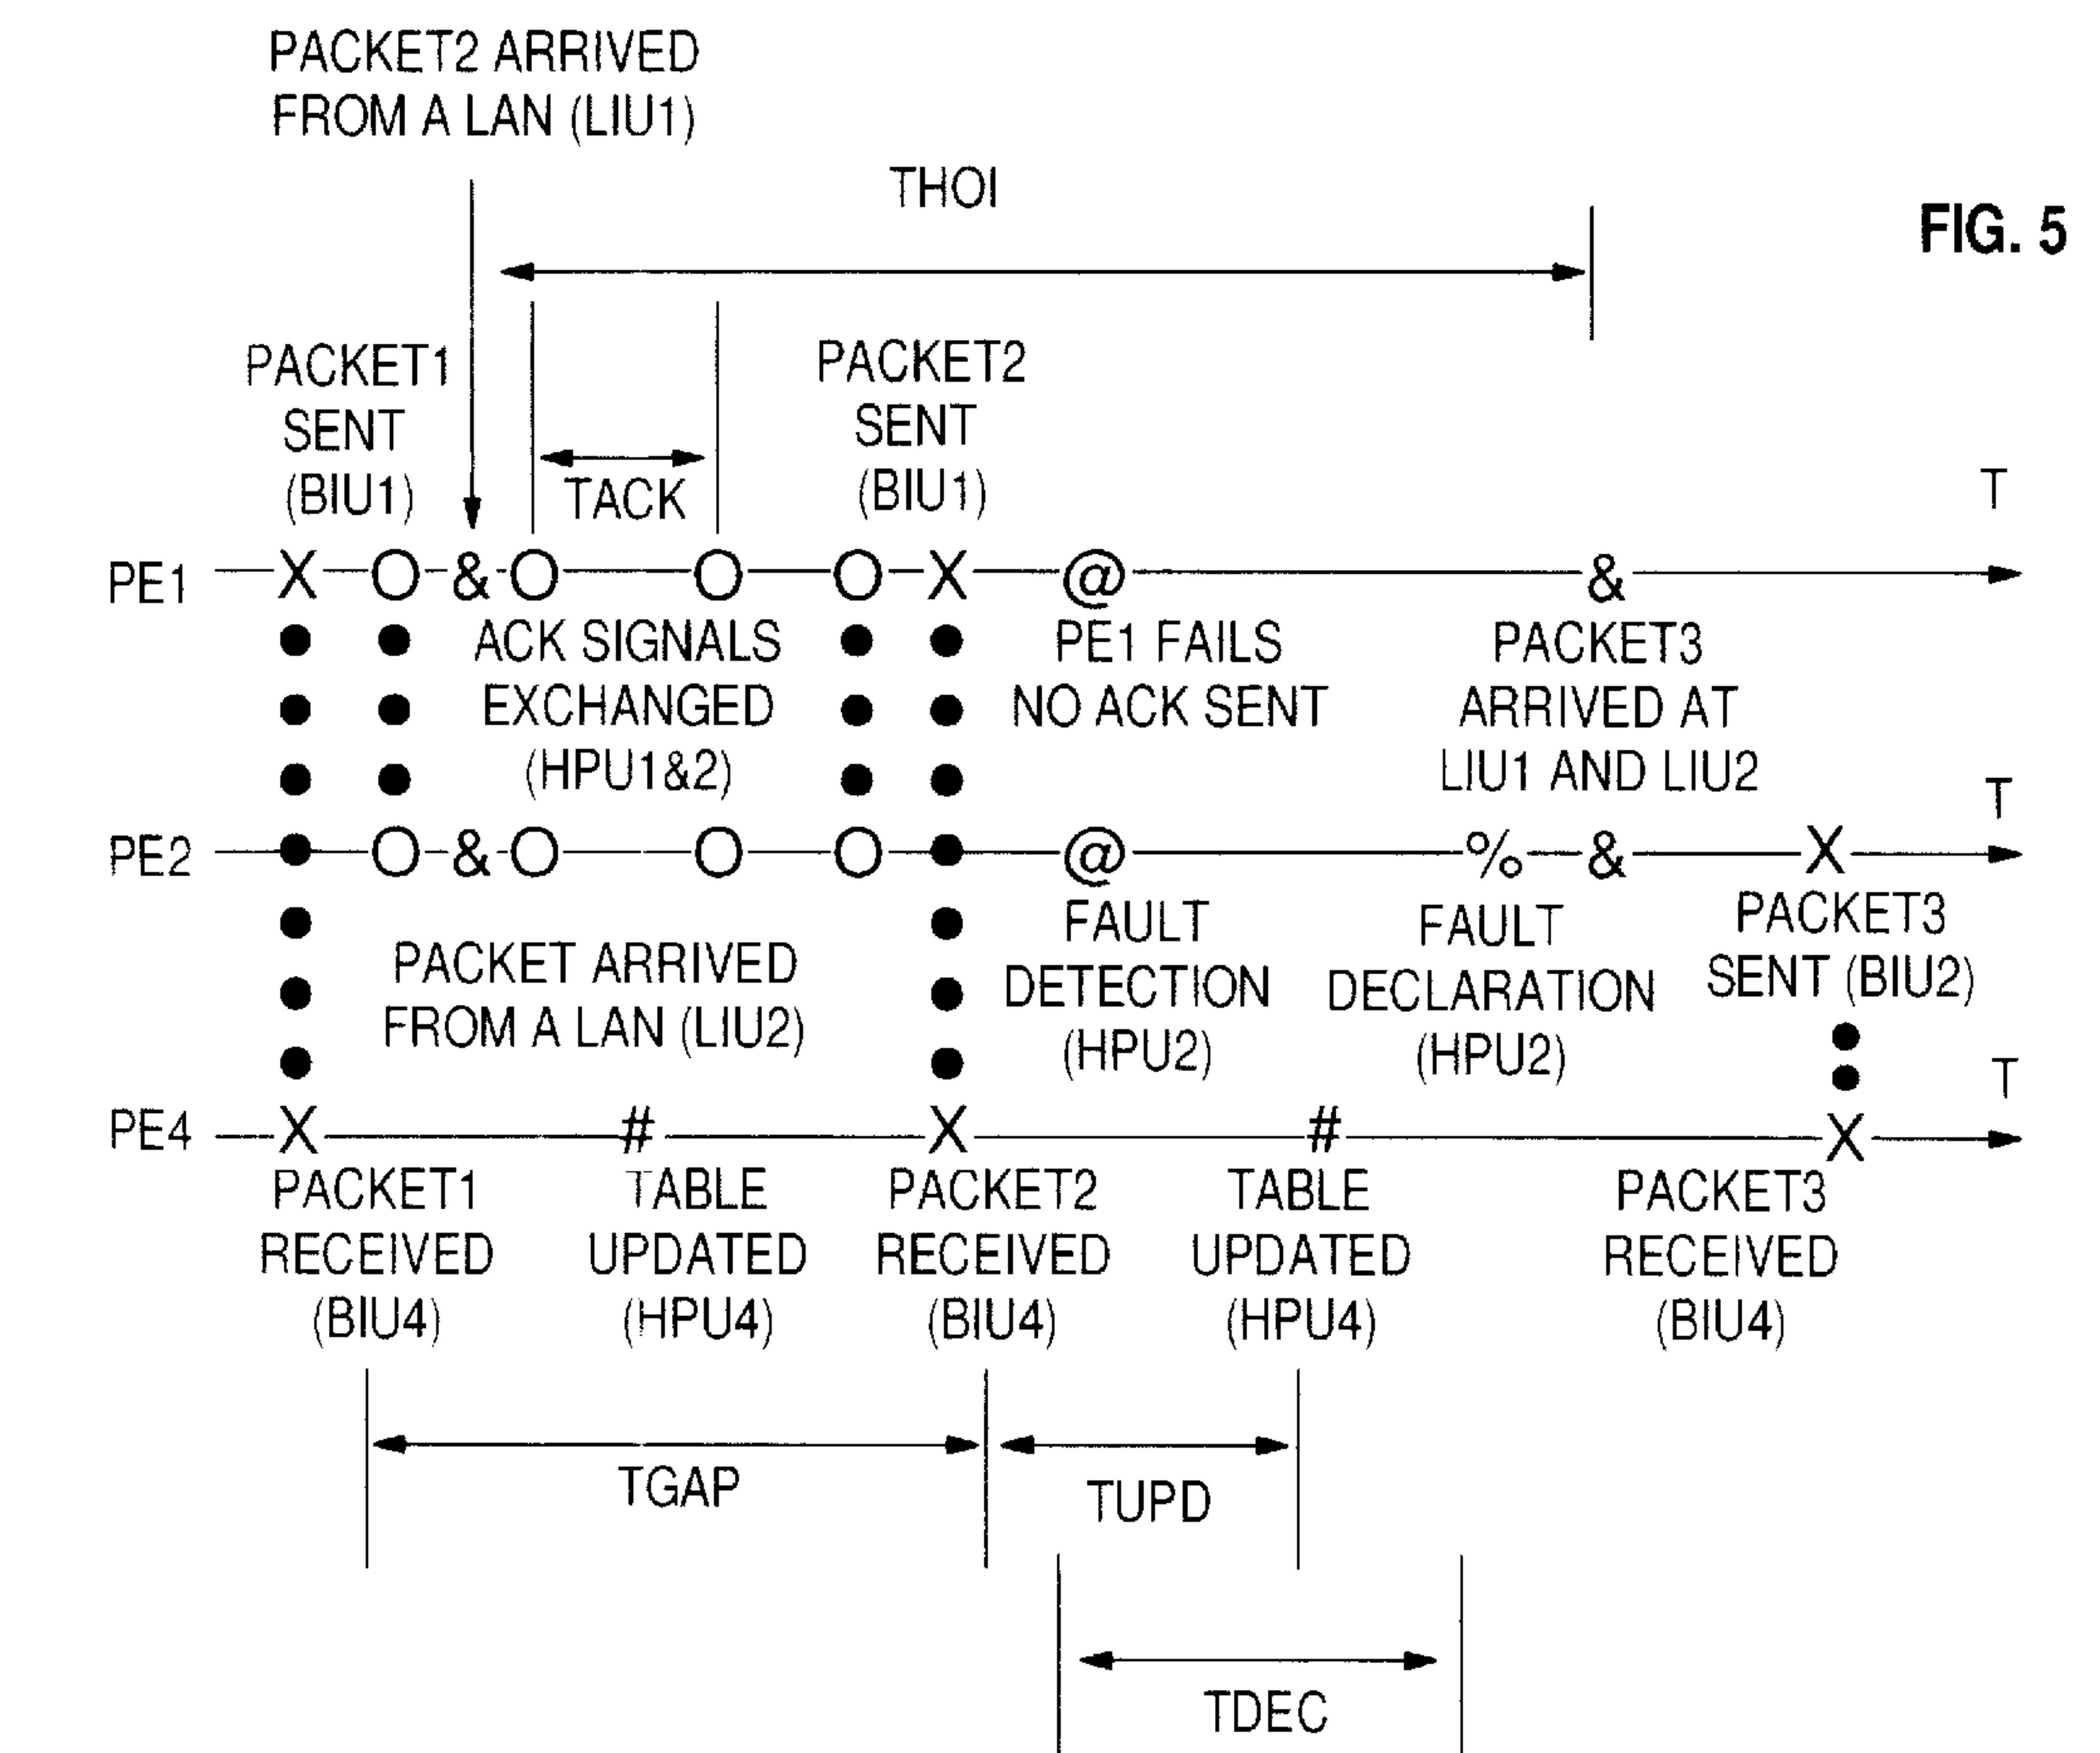 PACKET2 ARRIVED
FROM A LAN (LIU1)
THOI
FIG. 5
PACKET1
SENT
(BIU1)
TACK
PACKET2
SENT
(BIU1)
T
PE1 X O & O O O X @ &
ACK SIGNALS
EXCHANGED
(HPU1&2)
PE1 FAILS
NO ACK SENT
PACKET3
ARRIVED AT
LIU1 AND LIU2
T
PE2 O & O O O @ % & X
PACKET ARRIVED
FROM A LAN (LIU2)
FAULT
DETECTION
(HPU2)
FAULT
DECLARATION
(HPU2)
PACKET3
SENT (BIU2)
T
PE4 X # X # X
PACKET1
RECEIVED
(BIU4)
TABLE
UPDATED
(HPU4)
PACKET2
RECEIVED
(BIU4)
TABLE
UPDATED
(HPU4)
PACKET3
RECEIVED
(BIU4)
TGAP
TUPD
TDEC